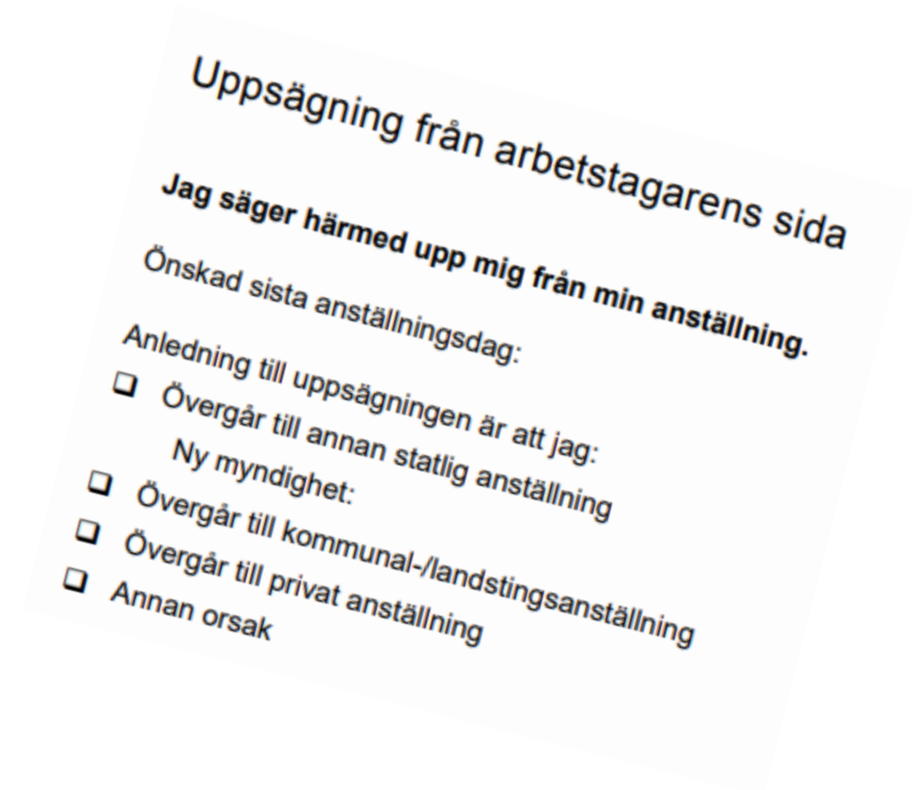 Uppsägning från arbetstagarens sida
Jag säger härmed upp mig från min anställning.
Önskad sista anställningsdag:
Anledning till uppsägningen är att jag:
❑ Övergår till annan statlig anställning
Ny myndighet:
❑ Övergår till kommunal-/landstingsanställning
❑ Övergår till privat anställning
❑ Annan orsak